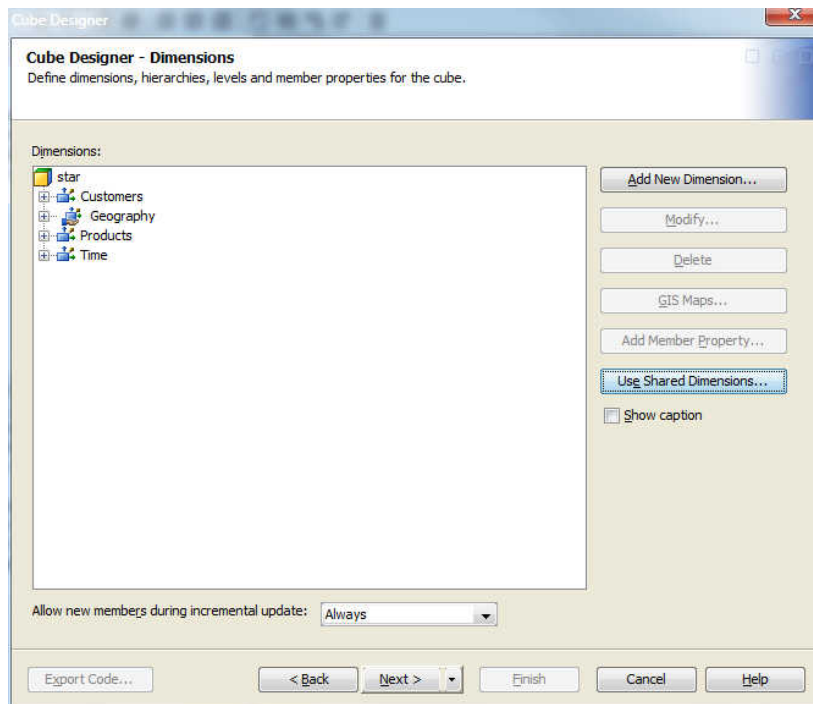 Cube Designer
Cube Designer - Dimensions
Define dimensions, hierarchies, levels and member properties for the cube.
Dimensions:
star
Customers
Geography
Products
Time
Add New Dimension...
Modify...
Delete
GIS Maps...
Add Member Property...
Use Shared Dimensions...
Show caption
Allow new members during incremental update: Always
Export Code... < Back Next > Finish Cancel Help